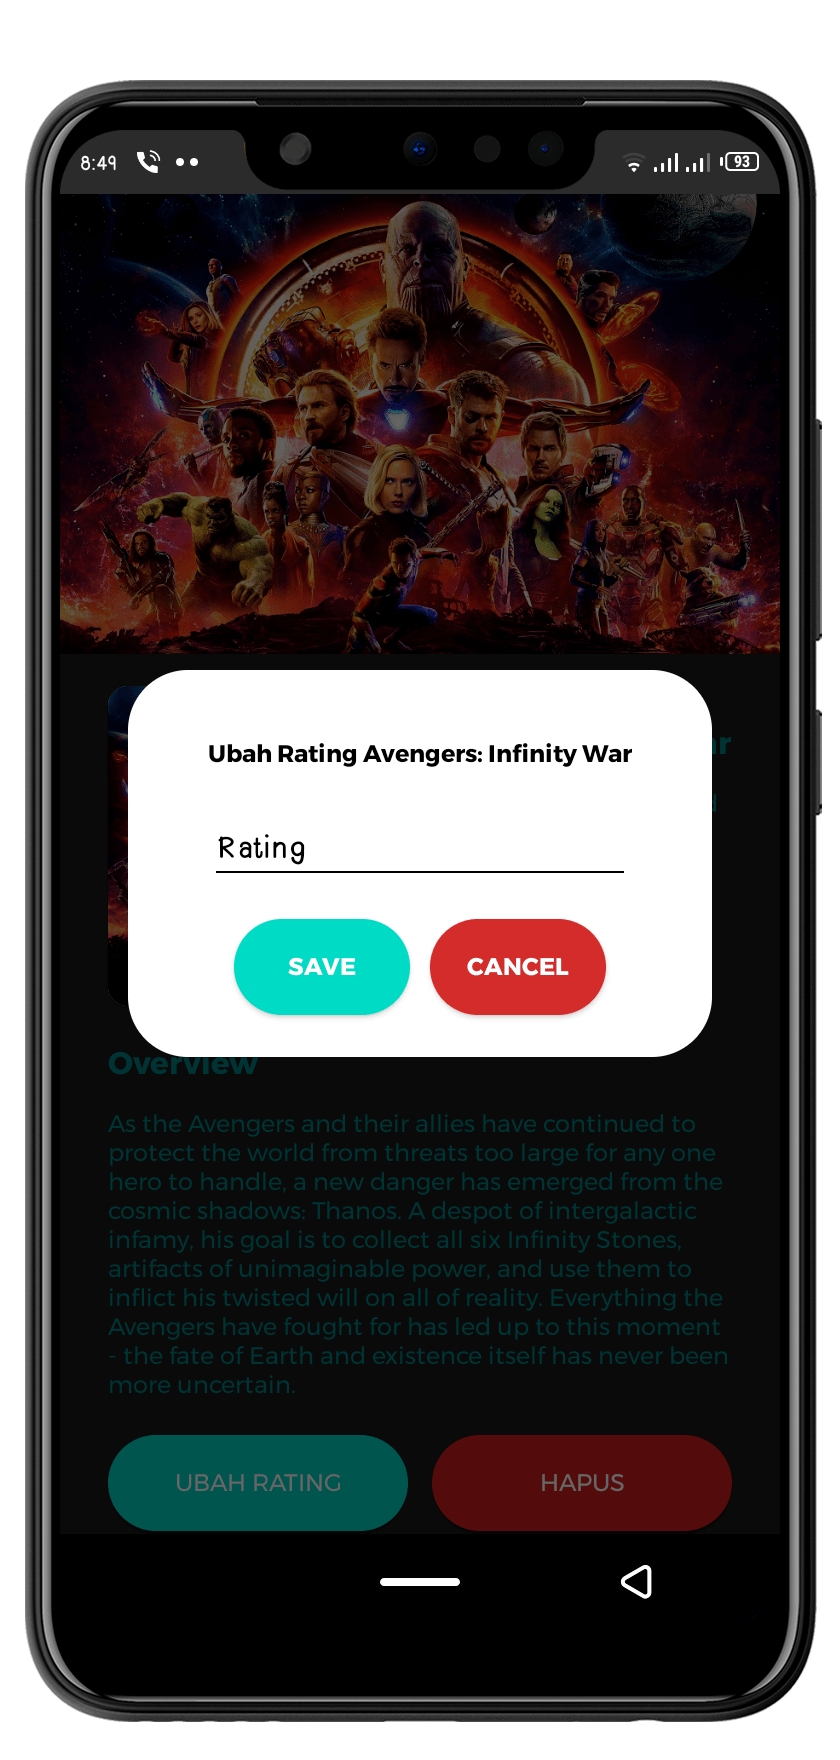 8:49
93
Ubah Rating Avengers: Infinity War
Rating
SAVE
CANCEL
Overview
As the Avengers and their allies have continued to
protect the world from threats too large for any one
hero to handle, a new danger has emerged from the
cosmic shadows: Thanos. A despot of intergalactic
infamy, his goal is to collect all six Infinity Stones,
artifacts of unimaginable power, and use them to
inflict his twisted will on all of reality. Everything the
Avengers have fought for has led up to this moment
- the fate of Earth and existence itself has never been
more uncertain.
UBAH RATING
HAPUS